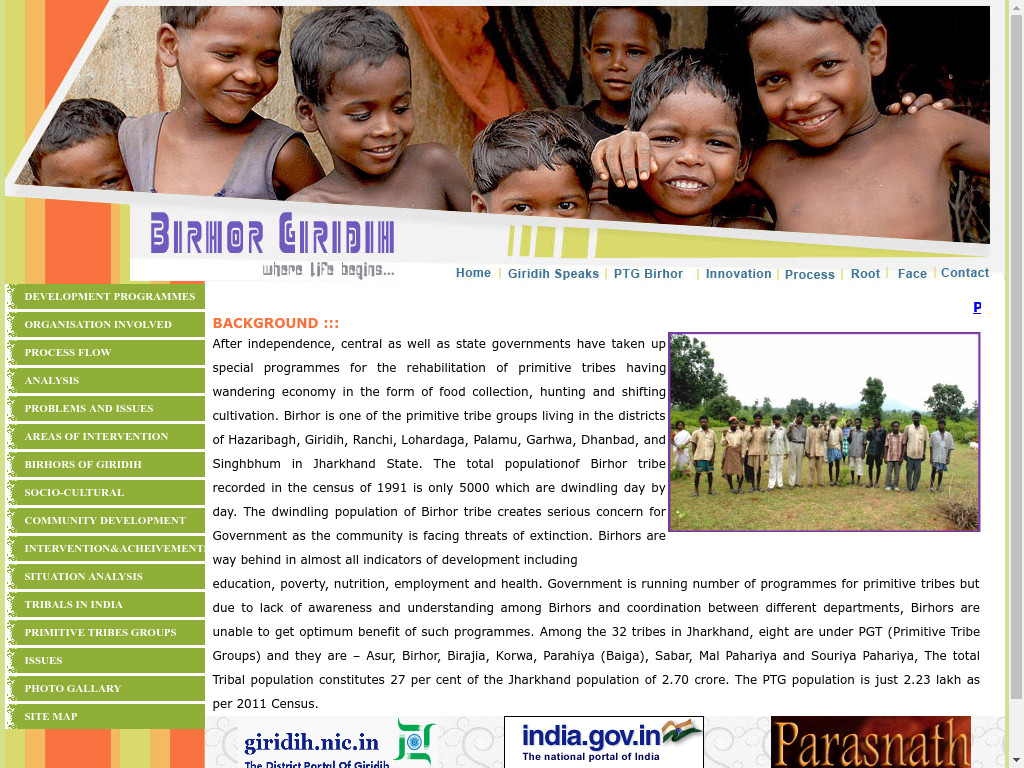 BIRHOR GIRIDIH
where life begins...
Home Giridih Speaks PTG Birhor Innovation Process Root Face Contact
DEVELOPMENT PROGRAMMES
ORGANISATION INVOLVED
PROCESS FLOW
ANALYSIS
PROBLEMS AND ISSUES
AREAS OF INTERVENTION
BIRHORS OF GIRIDIH
SOCIO-CULTURAL
COMMUNITY DEVELOPMENT
INTERVENTION&ACHEIVEMENT
SITUATION ANALYSIS
TRIBALS IN INDIA
PRIMITIVE TRIBES GROUPS
ISSUES
PHOTO GALLARY
SITE MAP
P
BACKGROUND :::
After independence, central as well as state governments have taken up
special programmes for the rehabilitation of primitive tribes having
wandering economy in the form of food collection, hunting and shifting
cultivation. Birhor is one of the primitive tribe groups living in the districts
of Hazaribagh, Giridih, Ranchi, Lohardaga, Palamu, Garhwa, Dhanbad, and
Singhbhum in Jharkhand State. The total populationof Birhor tribe
recorded in the census of 1991 is only 5000 which are dwindling day by
day. The dwindling population of Birhor tribe creates serious concern for
Government as the community is facing threats of extinction. Birhors are
way behind in almost all indicators of development including
education, poverty, nutrition, employment and health. Government is running number of programmes for primitive tribes but
due to lack of awareness and understanding among Birhors and coordination between different departments, Birhors are
unable to get optimum benefit of such programmes. Among the 32 tribes in Jharkhand, eight are under PGT (Primitive Tribe
Groups) and they are – Asur, Birhor, Birajia, Korwa, Parahiya (Baiga), Sabar, Mal Pahariya and Souriya Pahariya, The total
Tribal population constitutes 27 per cent of the Jharkhand population of 2.70 crore. The PTG population is just 2.23 lakh as
per 2011 Census.
giridih.nic.in
The District Portal Of Giridih
india.gov.in
The national portal of India
Parasnath